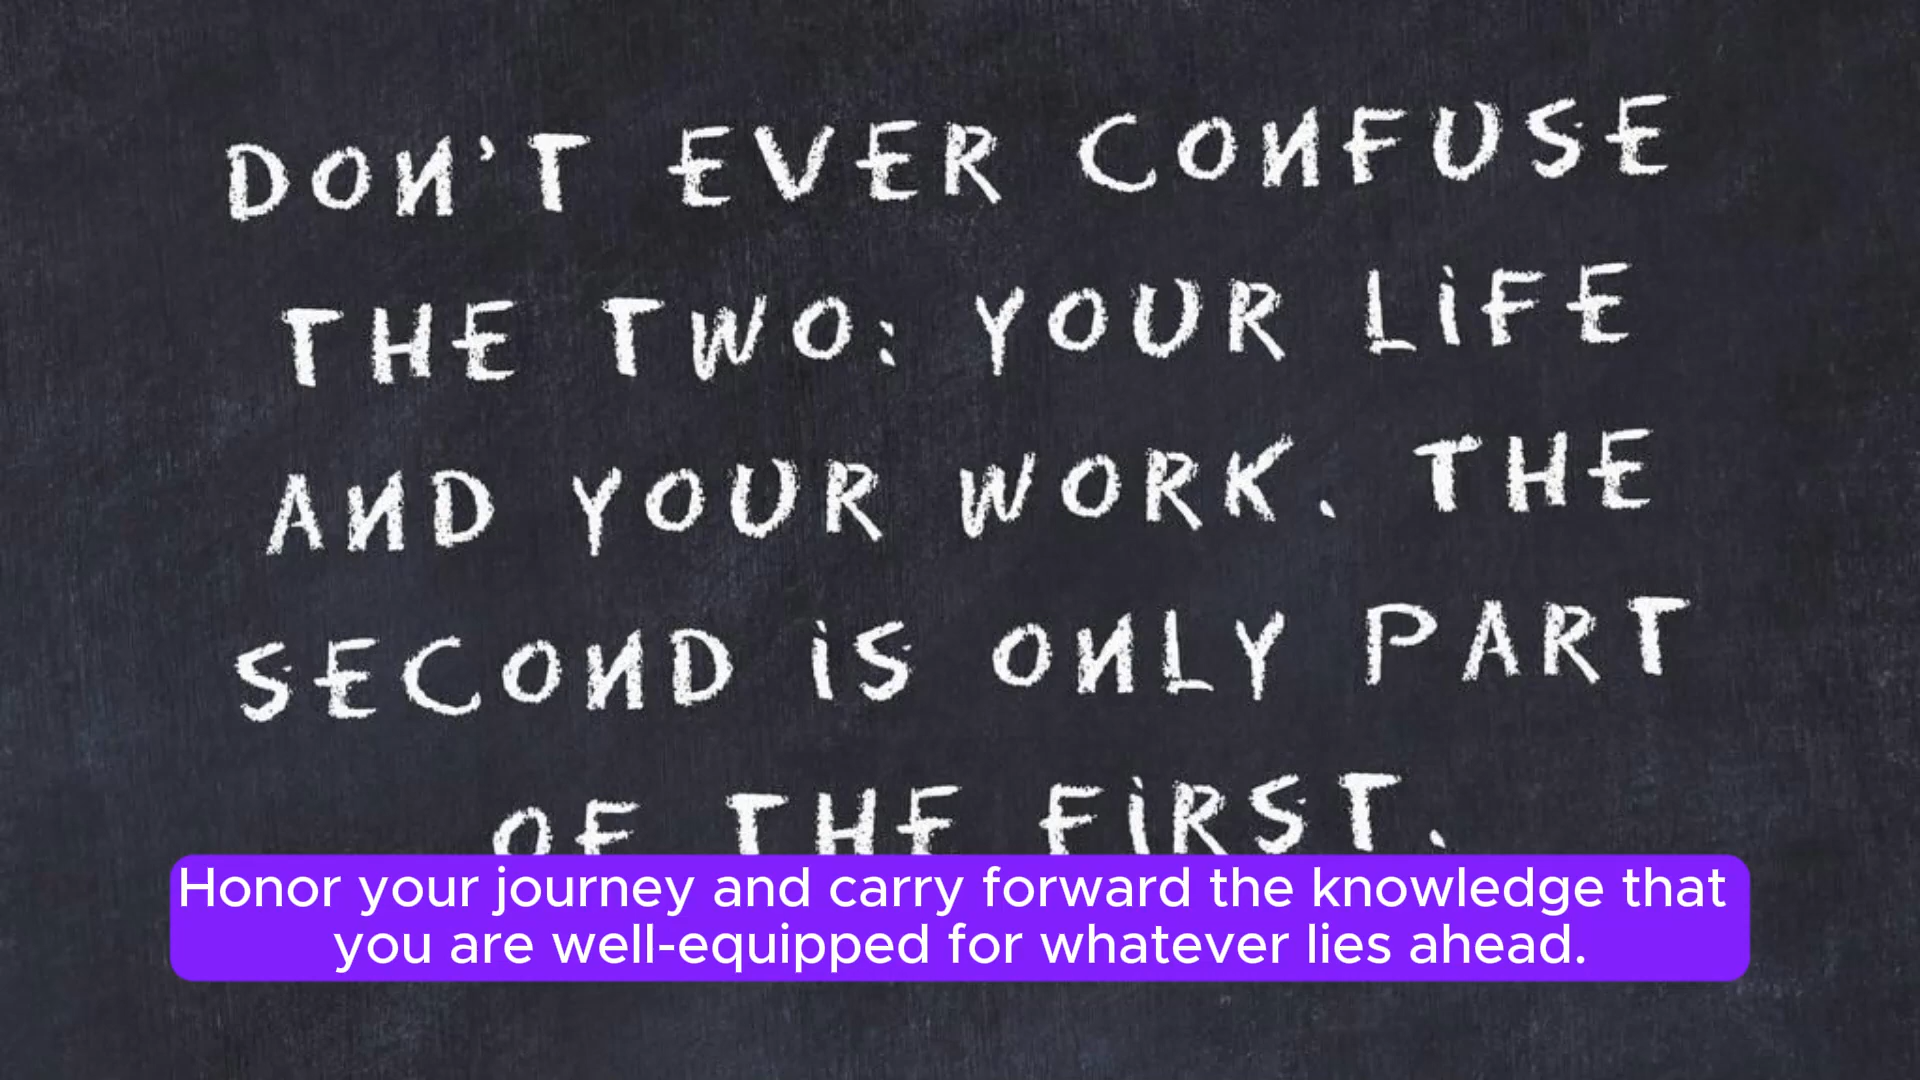 DON'T EVER CONFUSE
THE TWO: YOUR LiFE
AND YOUR WORK. THE
SECOND iS ONLY PART
OF THE FiRST.
Honor your journey and carry forward the knowledge that
you are well-equipped for whatever lies ahead.